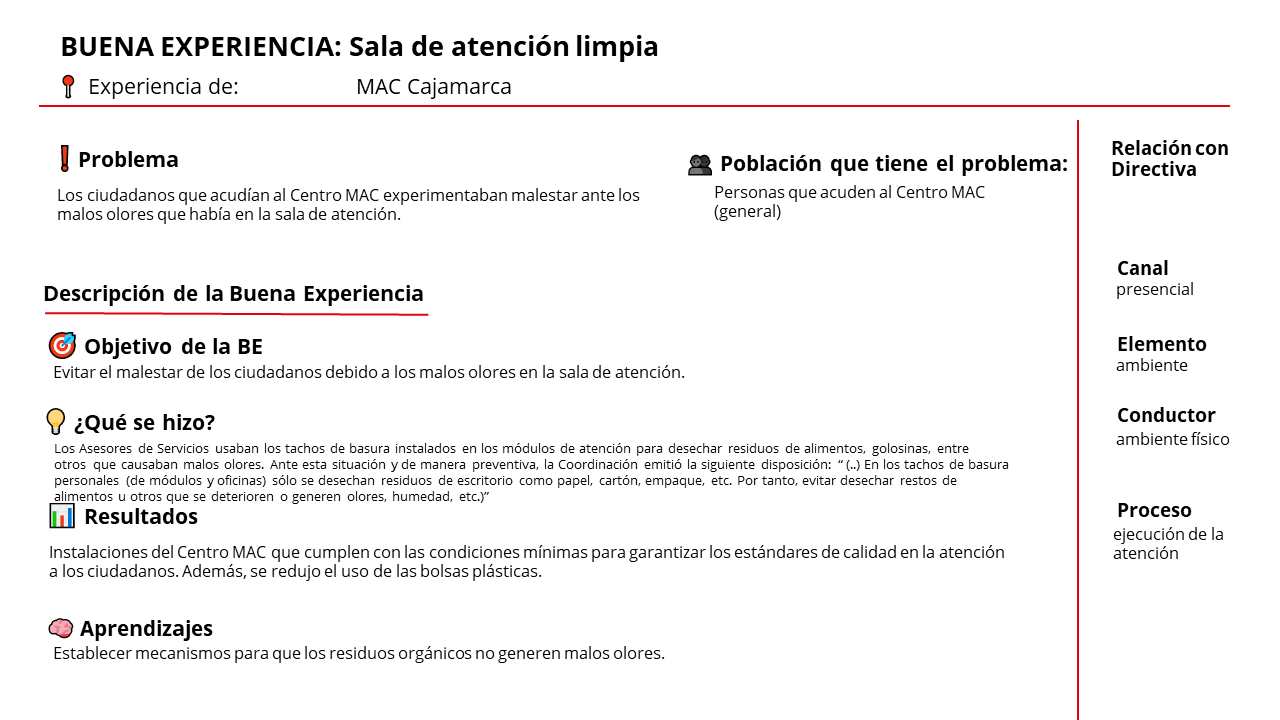 BUENA EXPERIENCIA: Sala de atención limpia
Experiencia de: MAC Cajamarca
Problema
Los ciudadanos que acudían al Centro MAC experimentaban malestar ante los
malos olores que había en la sala de atención.
Población que tiene el problema:
Personas que acuden al Centro MAC
(general)
Descripción de la Buena Experiencia
Objetivo de la BE
Evitar el malestar de los ciudadanos debido a los malos olores en la sala de atención.
¿Qué se hizo?
Los Asesores de Servicios usaban los tachos de basura instalados en los módulos de atención para desechar residuos de alimentos, golosinas, entre
otros que causaban malos olores. Ante esta situación y de manera preventiva, la Coordinación emitió la siguiente disposición: “ (..) En los tachos de basura
personales (de módulos y oficinas) sólo se desechan residuos de escritorio como papel, cartón, empaque, etc. Por tanto, evitar desechar restos de
alimentos u otros que se deterioren o generen olores, humedad, etc.)”
Resultados
Instalaciones del Centro MAC que cumplen con las condiciones mínimas para garantizar los estándares de calidad en la atención
a los ciudadanos. Además, se redujo el uso de las bolsas plásticas.
Aprendizajes
Establecer mecanismos para que los residuos orgánicos no generen malos olores.
Relación con
Directiva
Canal
presencial
Elemento
ambiente
Conductor
ambiente físico
Proceso
ejecución de la
atención